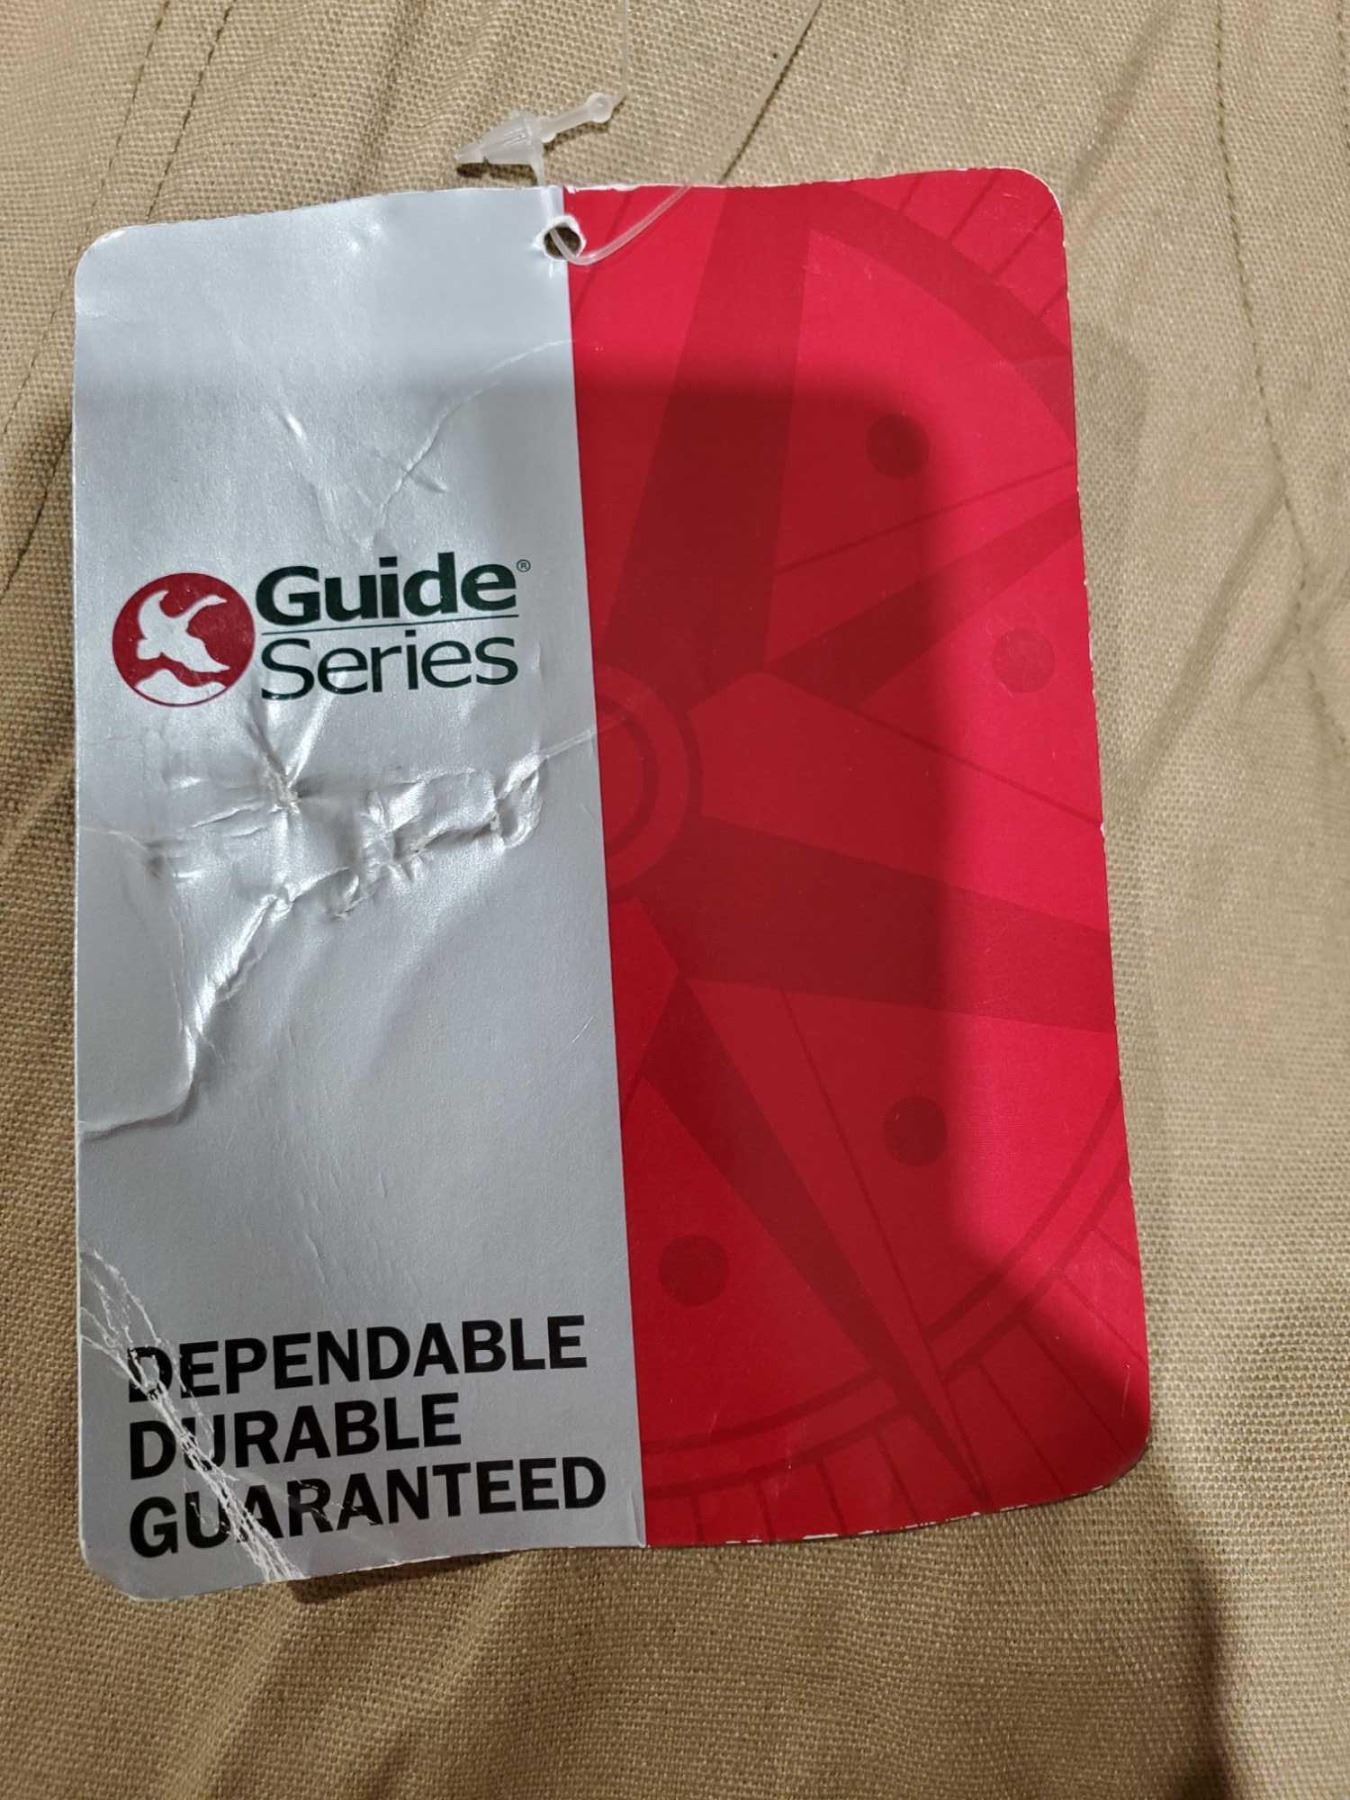 Guide®
Series
DEPENDABLE
DURABLE
GUARANTEED